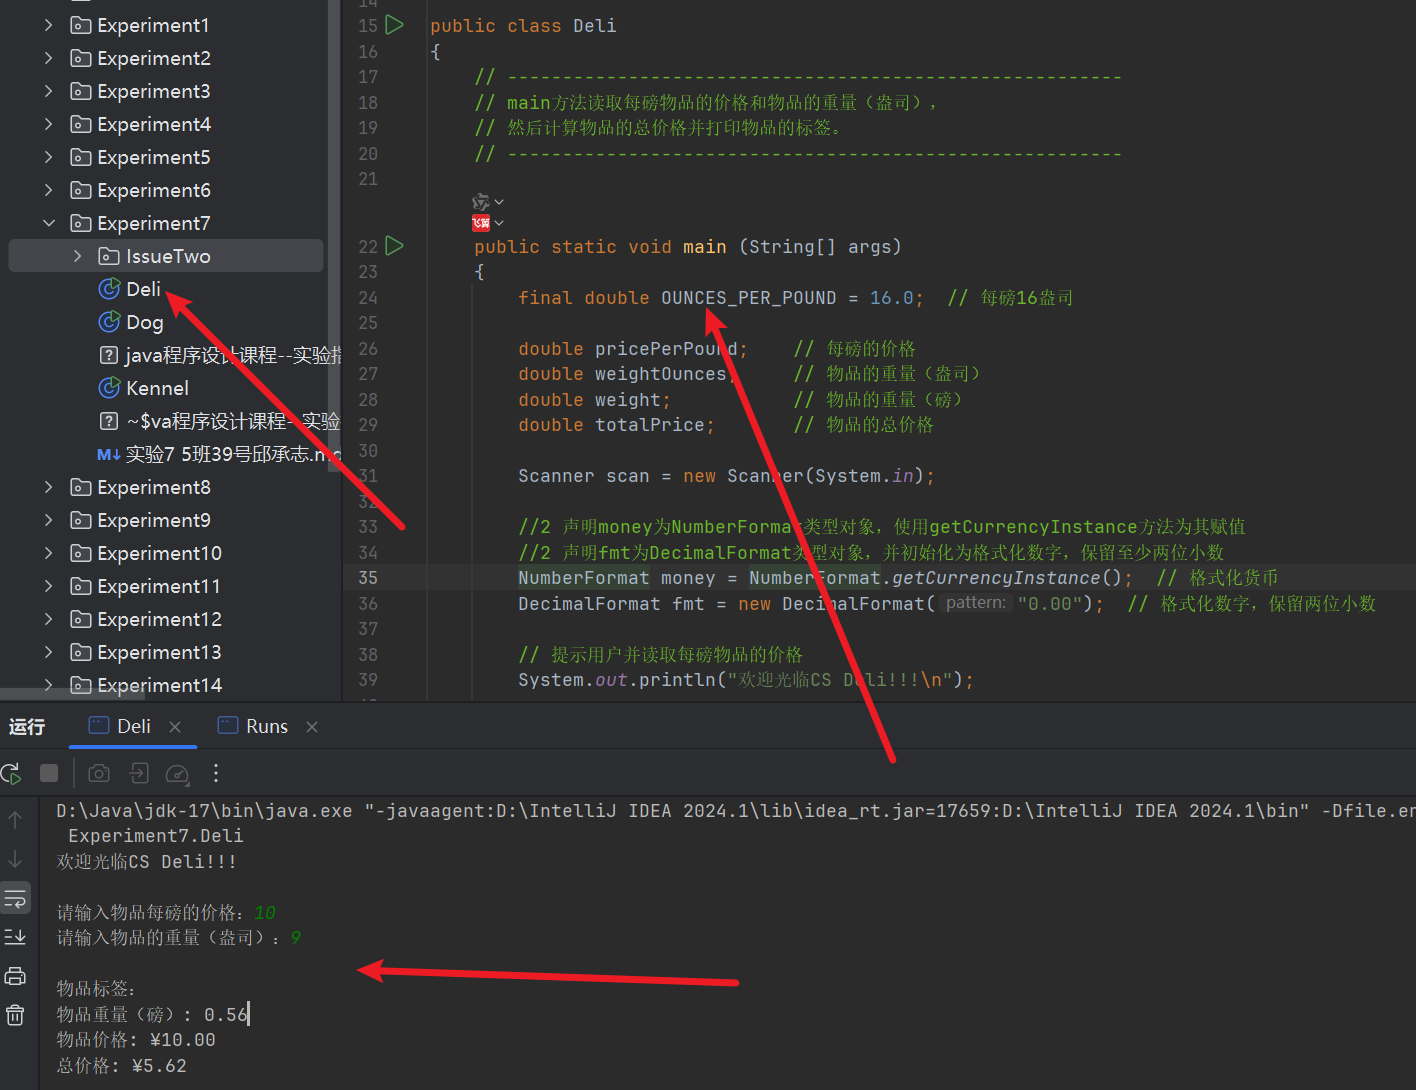 Experiment1
Experiment2
Experiment3
Experiment4
Experiment5
Experiment6
Experiment7
IssueTwo
Deli
Dog
java程序设计课程--实验指
Kennel
~$va程序设计课程--实验
M↓ 实验7 5班39号邱承志.md
Experiment8
Experiment9
Experiment10
Experiment11
Experiment12
Experiment13
Experiment14
14
15 public class Deli
16 {
17 // --------------------------------------------------------
18 // main方法读取每磅物品的价格和物品的重量（盎司），
19 // 然后计算物品的总价格并打印物品的标签。
20 // --------------------------------------------------------
21
飞算
22 public static void main (String[] args)
23 {
24 final double OUNCES_PER_POUND = 16.0; // 每磅16盎司
25
26 double pricePerPound; // 每磅的价格
27 double weightOunces; // 物品的重量（盎司）
28 double weight; // 物品的重量（磅）
29 double totalPrice; // 物品的总价格
30
31 Scanner scan = new Scanner(System.in);
32
33 //2 声明money为NumberFormat类型对象，使用getCurrencyInstance方法为其赋值
34 //2 声明fmt为DecimalFormat类型对象，并初始化为格式化数字，保留至少两位小数
35 NumberFormat money = NumberFormat.getCurrencyInstance(); // 格式化货币
36 DecimalFormat fmt = new DecimalFormat( pattern: "0.00"); // 格式化数字，保留两位小数
37
38 // 提示用户并读取每磅物品的价格
39 System.out.println("欢迎光临CS Deli!!!\n");
运行 Deli Runs
D:\Java\jdk-17\bin\java.exe "-javaagent:D:\IntelliJ IDEA 2024.1\lib\idea_rt.jar=17659:D:\IntelliJ IDEA 2024.1\bin" -Dfile.en
Experiment7.Deli
欢迎光临CS Deli!!!
请输入物品每磅的价格：10
请输入物品的重量（盎司）：9
物品标签：
物品重量（磅）: 0.56
物品价格: ¥10.00
总价格: ¥5.62